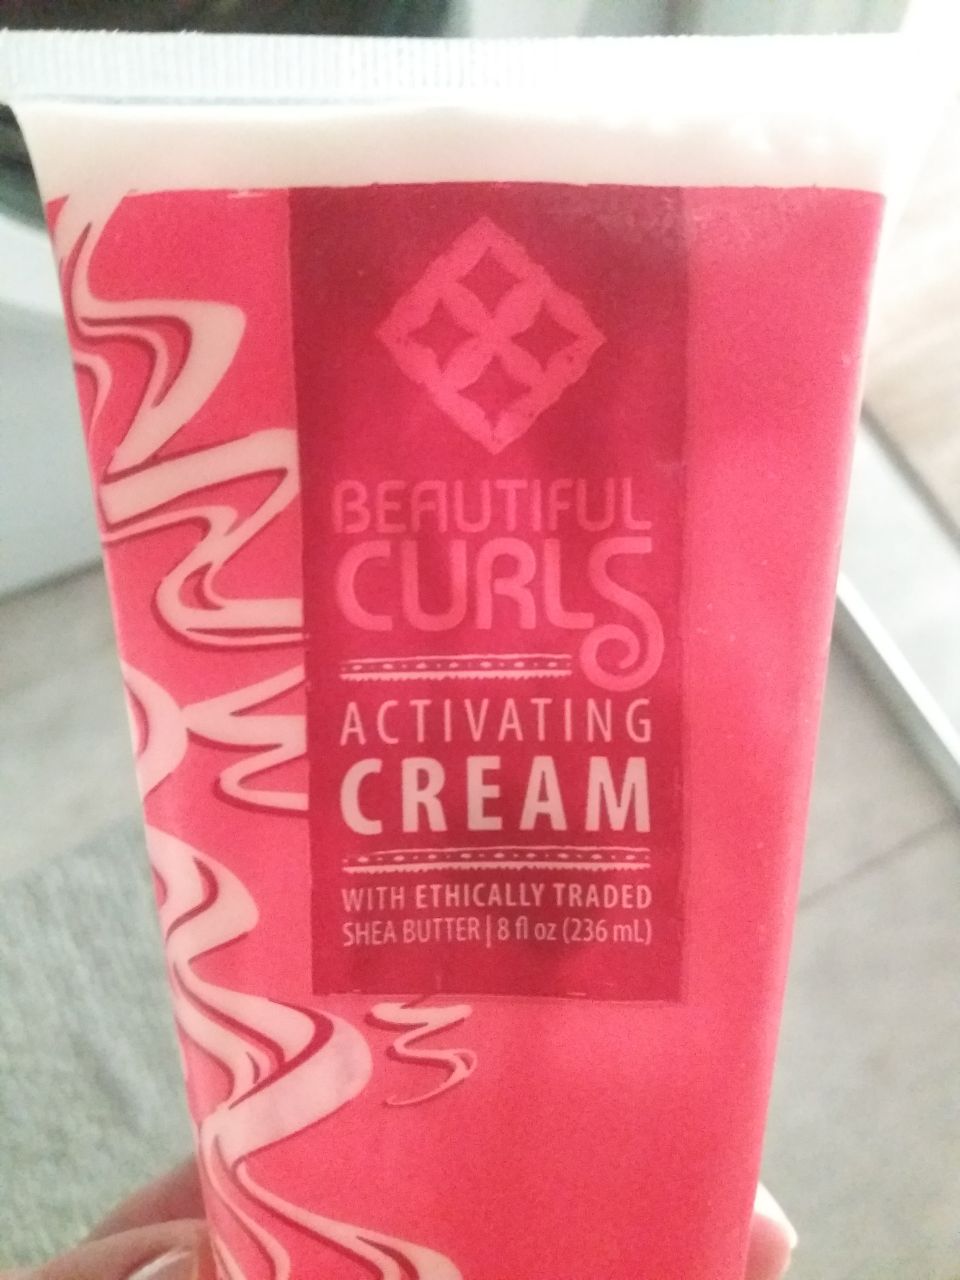 BEAUTIFUL
CURLS
ACTIVATING
CREAM
WITH ETHICALLY TRADED
SHEA BUTTER | 8 fl oz (236 mL)